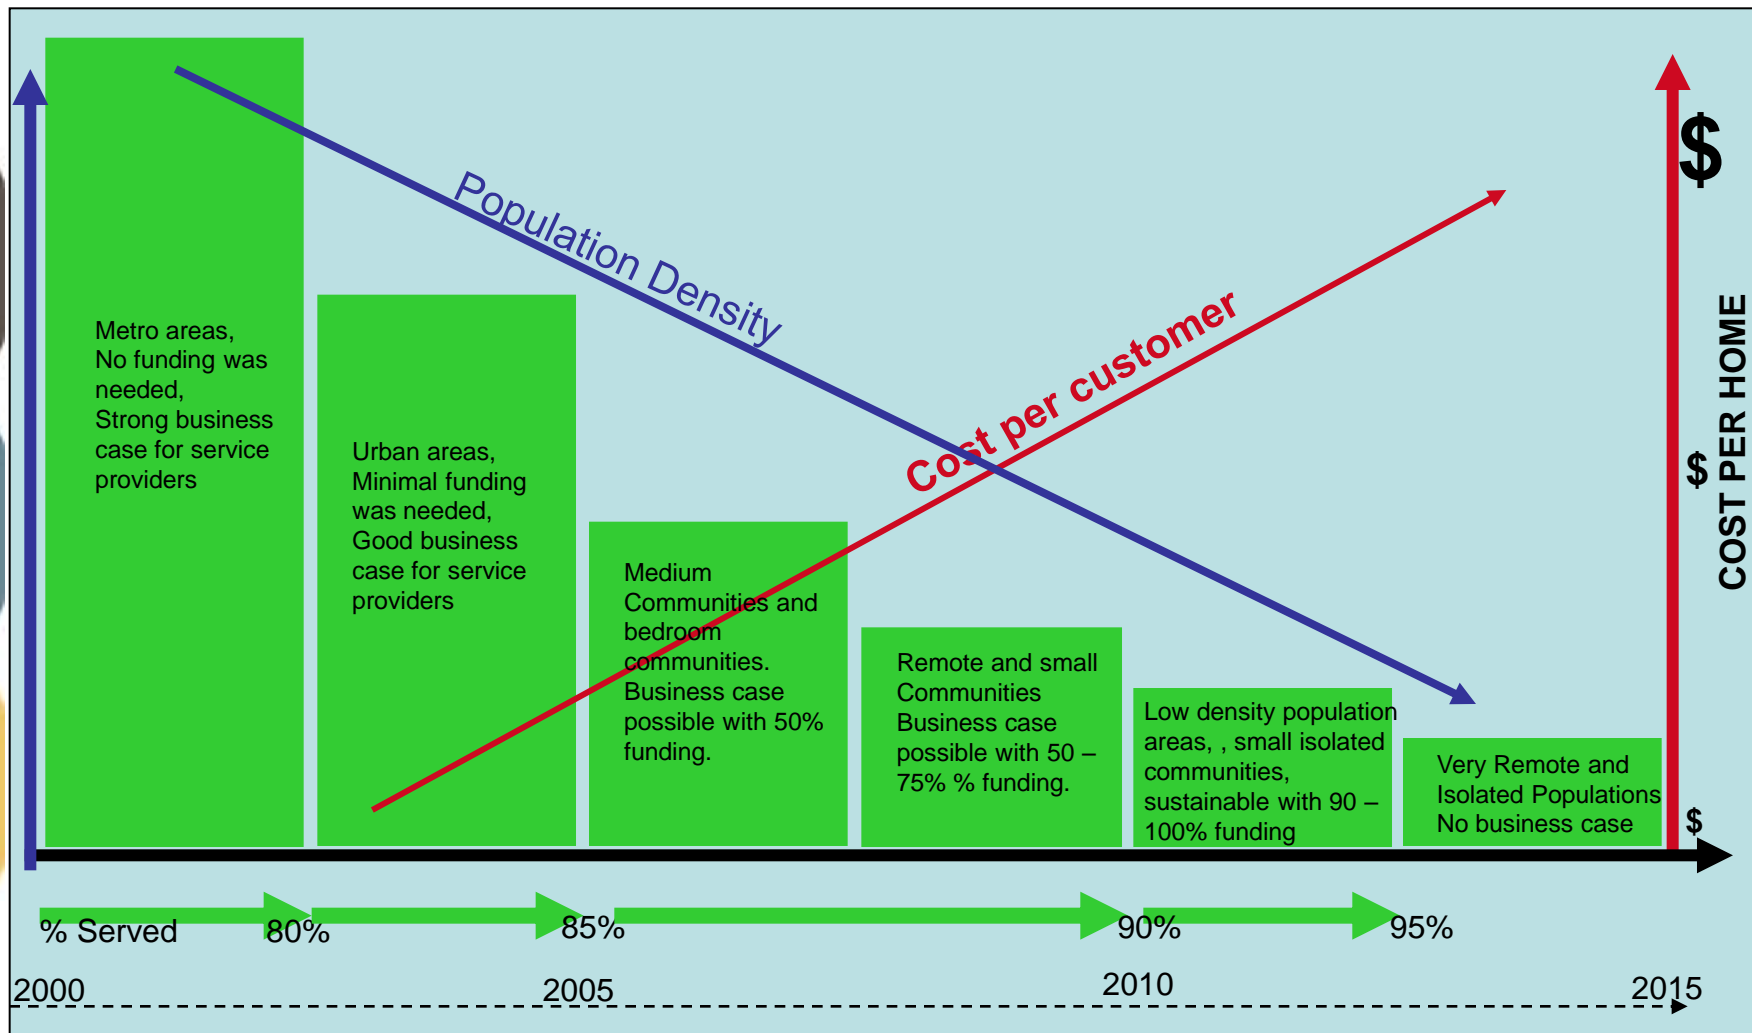 Population Density
Cost per customer
$
$
$
COST PER HOME
Metro areas,
No funding was
needed,
Strong business
case for service
providers
Urban areas,
Minimal funding
was needed,
Good business
case for service
providers
Medium
Communities and
bedroom
communities.
Business case
possible with 50%
funding.
Remote and small
Communities
Business case
possible with 50 –
75% % funding.
Low density population
areas, , small isolated
communities,
sustainable with 90 –
100% funding
Very Remote and
Isolated Populations
No business case
% Served 80% 85% 90% 95%
2000 2005 2010 2015